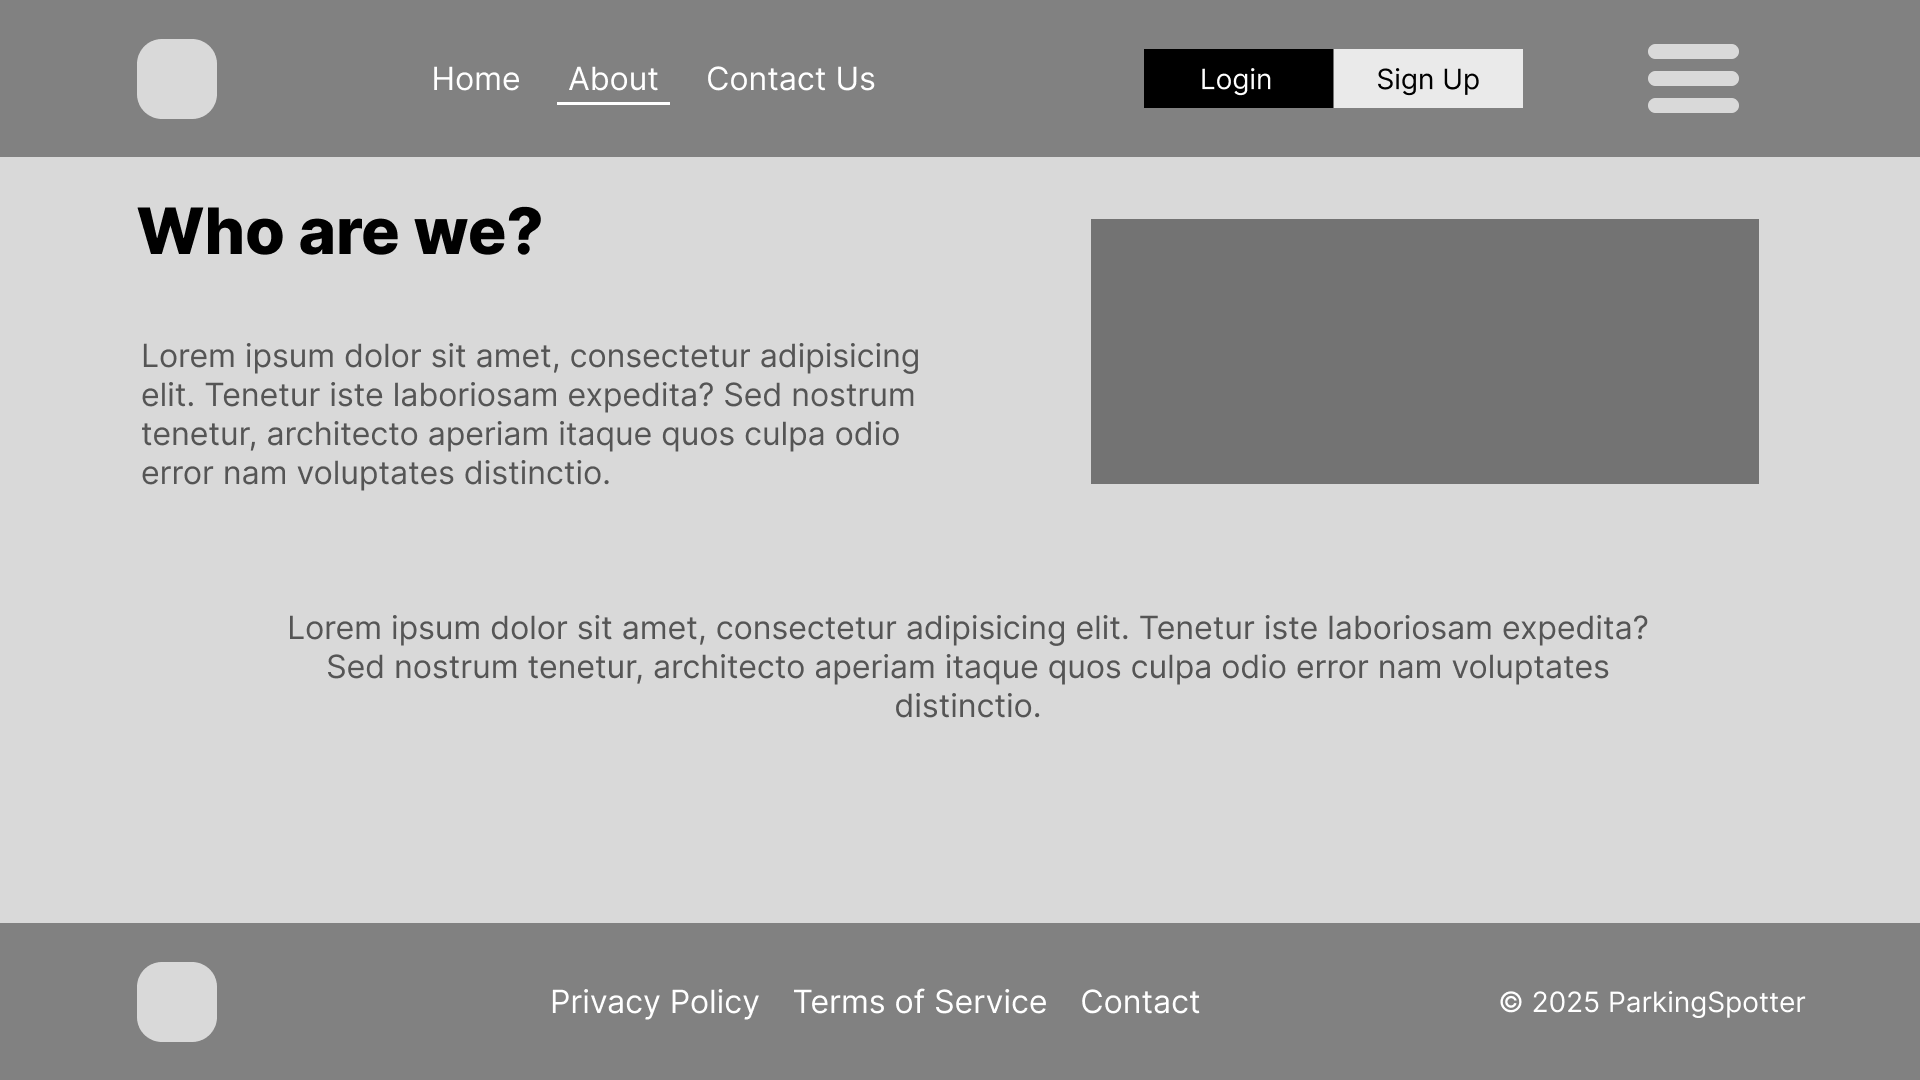 Home About Contact Us Login Sign Up
Who are we?
Lorem ipsum dolor sit amet, consectetur adipisicing
elit. Tenetur iste laboriosam expedita? Sed nostrum
tenetur, architecto aperiam itaque quos culpa odio
error nam voluptates distinctio.
Lorem ipsum dolor sit amet, consectetur adipisicing elit. Tenetur iste laboriosam expedita?
Sed nostrum tenetur, architecto aperiam itaque quos culpa odio error nam voluptates
distinctio.
Privacy Policy Terms of Service Contact © 2025 ParkingSpotter